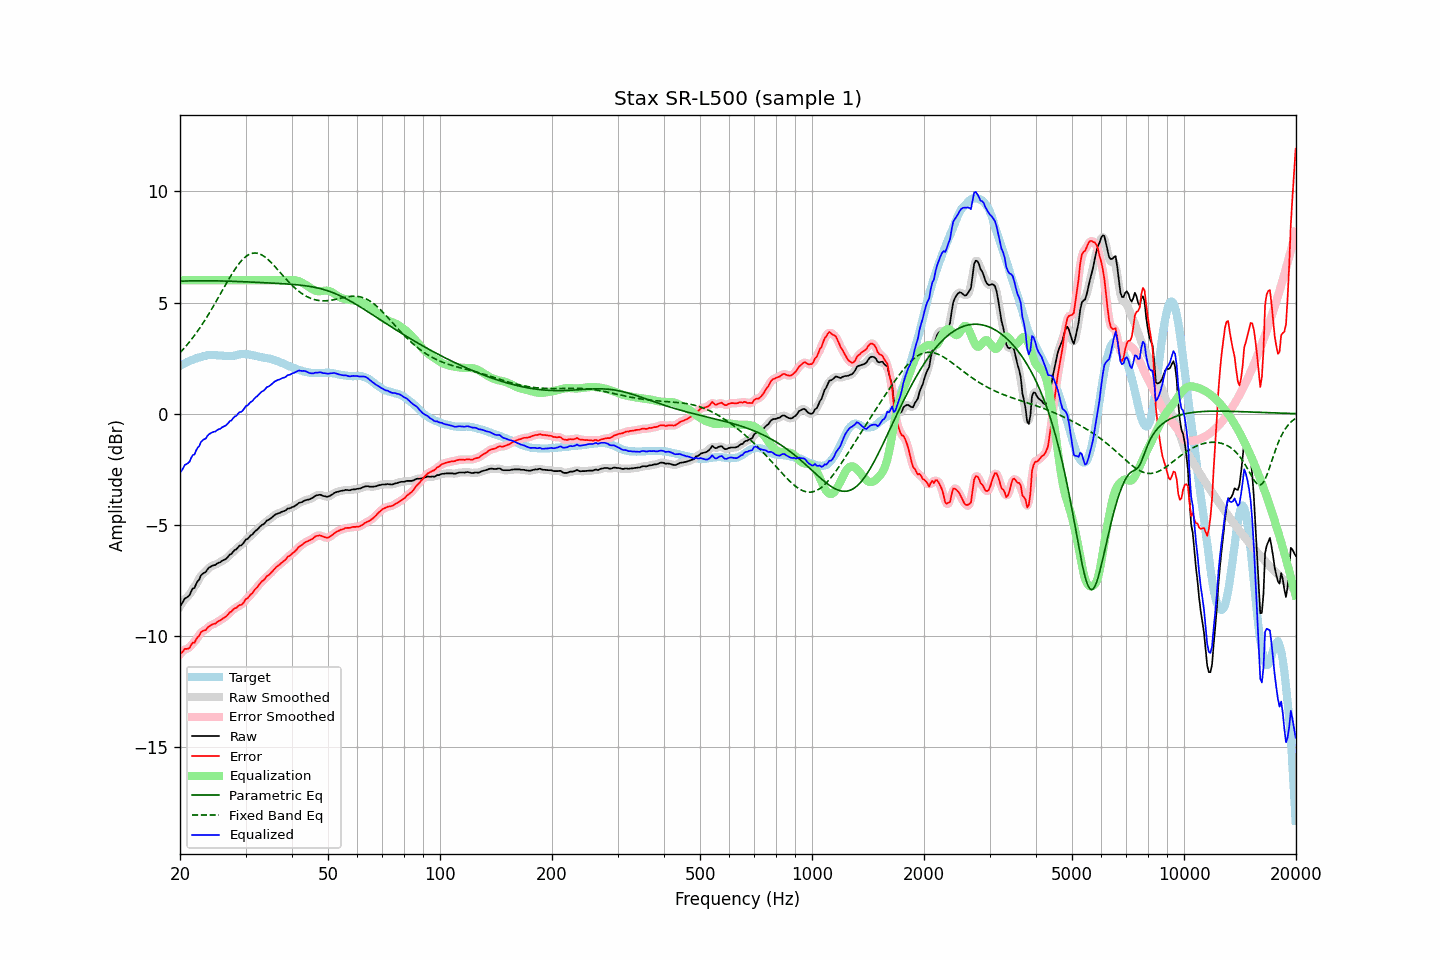 Stax SR-L500 (sample 1)
10
5
0
−5
−10
−15
Amplitude (dBr)
Target
Raw Smoothed
Error Smoothed
Raw
Error
Equalization
Parametric Eq
Fixed Band Eq
Equalized
20 50 100 200 500 1000 2000 5000 10000 20000
Frequency (Hz)